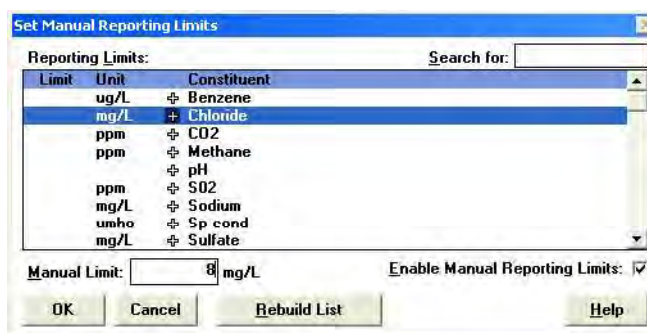 Set Manual Reporting Limits
Reporting Limits: Search for:
Limit Unit Constituent
ug/L Benzene
mg/L Chloride
ppm CO2
ppm Methane
pH
ppm SO2
mg/L Sodium
umho Sp cond
mg/L Sulfate
Manual Limit: 8 mg/L Enable Manual Reporting Limits:
OK Cancel Rebuild List Help